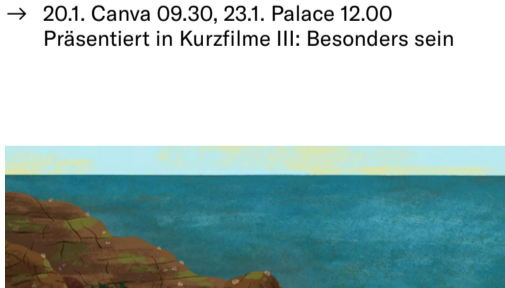 → 20.1. Canva 09.30, 23.1. Palace 12.00
Präsentiert in Kurzfilme III: Besonders sein